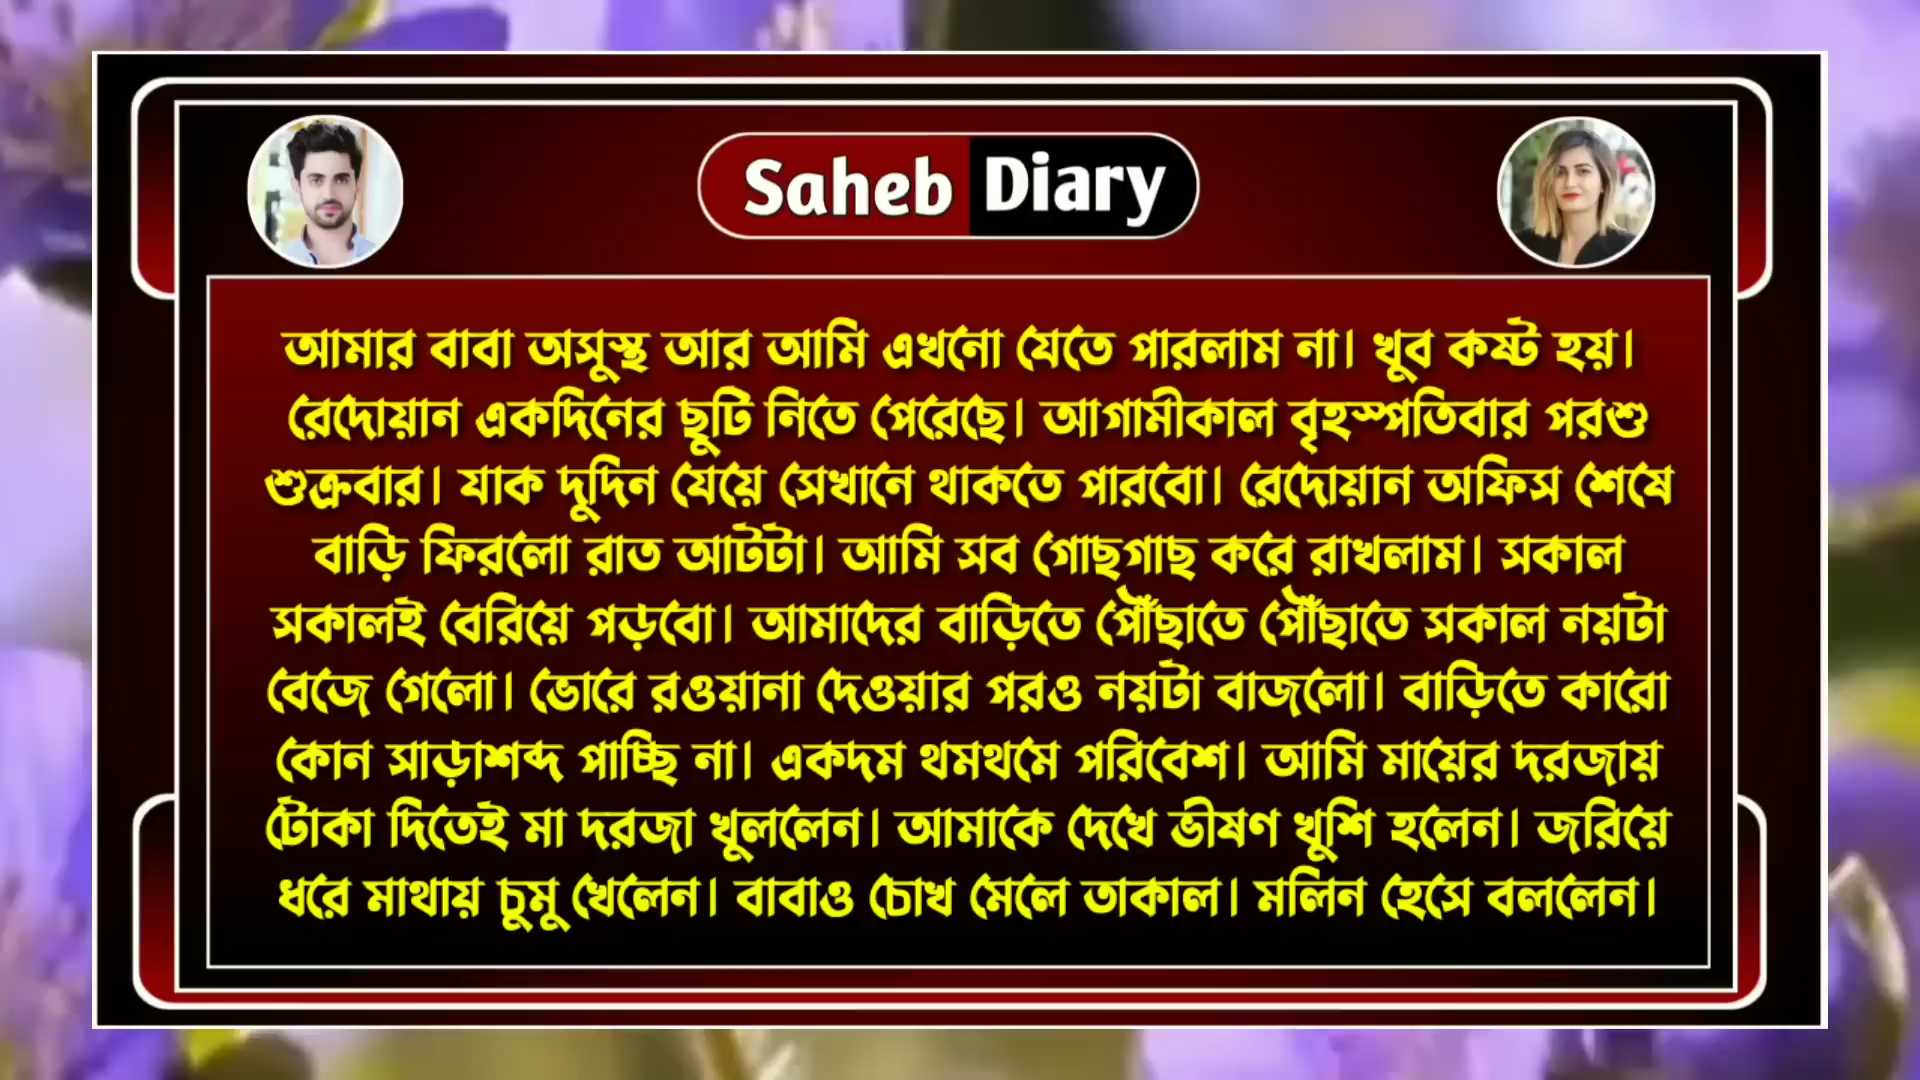 Saheb Diary
আমার বাবা অসুস্থ আর আমি এখনো যেতে পারলাম না। খুব কষ্ট হয়।
রেদোয়ান একদিনের ছুটি নিতে পেরেছে। আগামীকাল বৃহস্পতিবার পরশু
শুক্রবার। যাক দুদিন যেয়ে সেখানে থাকতে পারবো। রেদোয়ান অফিস শেষে
বাড়ি ফিরলো রাত আটটা। আমি সব গোছগাছ করে রাখলাম। সকাল
সকালই বেরিয়ে পড়বো। আমাদের বাড়িতে পৌঁছাতে পৌঁছাতে সকাল নয়টা
বেজে গেলো। ভোরে রওয়ানা দেওয়ার পরও নয়টা বাজলো। বাড়িতে কারো
কোন সাড়াশব্দ পাচ্ছি না। একদম থমথমে পরিবেশ। আমি মায়ের দরজায়
টোকা দিতেই মা দরজা খুললেন। আমাকে দেখে ভীষণ খুশি হলেন। জরিয়ে
ধরে মাথায় চুমু খেলেন। বাবাও চোখ মেলে তাকাল। মলিন হেসে বললেন।